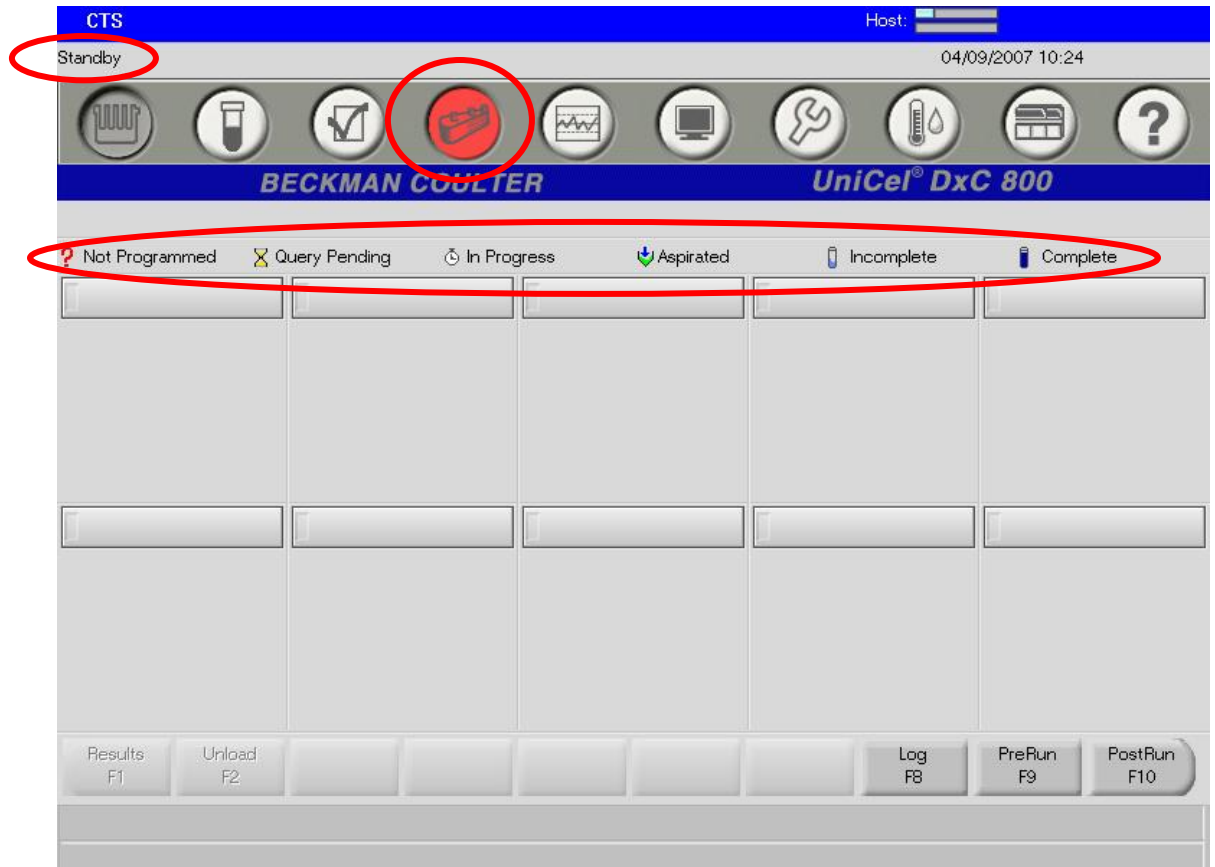 CTS Host:
Standby 04/09/2007 10:24
?
BECKMAN COULTER UniCel® DxC 800
? Not Programmed Query Pending In Progress Aspirated Incomplete Complete
Results Unload Log PreRun PostRun
F1 F2 F8 F9 F10